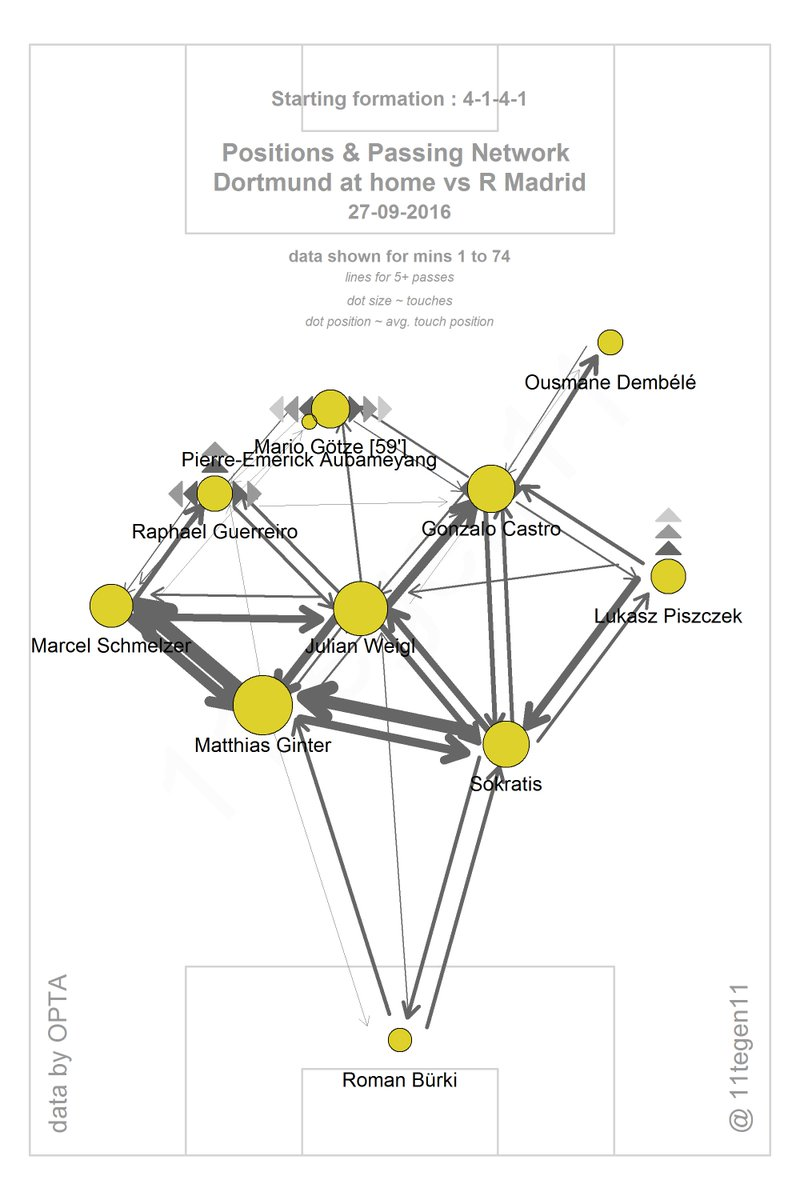 Starting formation : 4-1-4-1
Positions & Passing Network
Dortmund at home vs R Madrid
27-09-2016
data shown for mins 1 to 74
lines for 5+ passes
dot size ~ touches
dot position ~ avg. touch position
Ousmane Dembélé
Mario Götze [59']
Pierre-Emerick Aubameyang
Raphael Guerreiro
Gonzalo Castro
Lukasz Piszczek
Marcel Schmelzer
Julian Weigl
Matthias Ginter
Sokratis
Roman Bürki
data by OPTA
@ 11tegen11